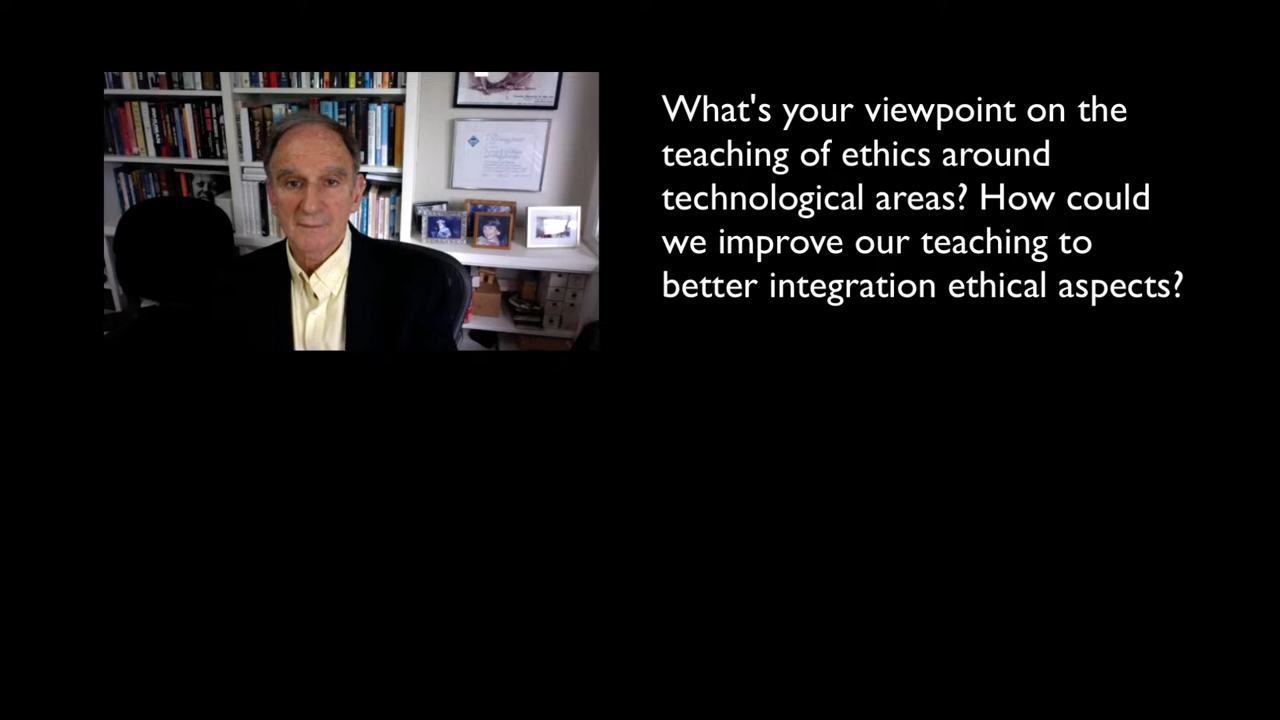 What's your viewpoint on the
teaching of ethics around
technological areas? How could
we improve our teaching to
better integration ethical aspects?